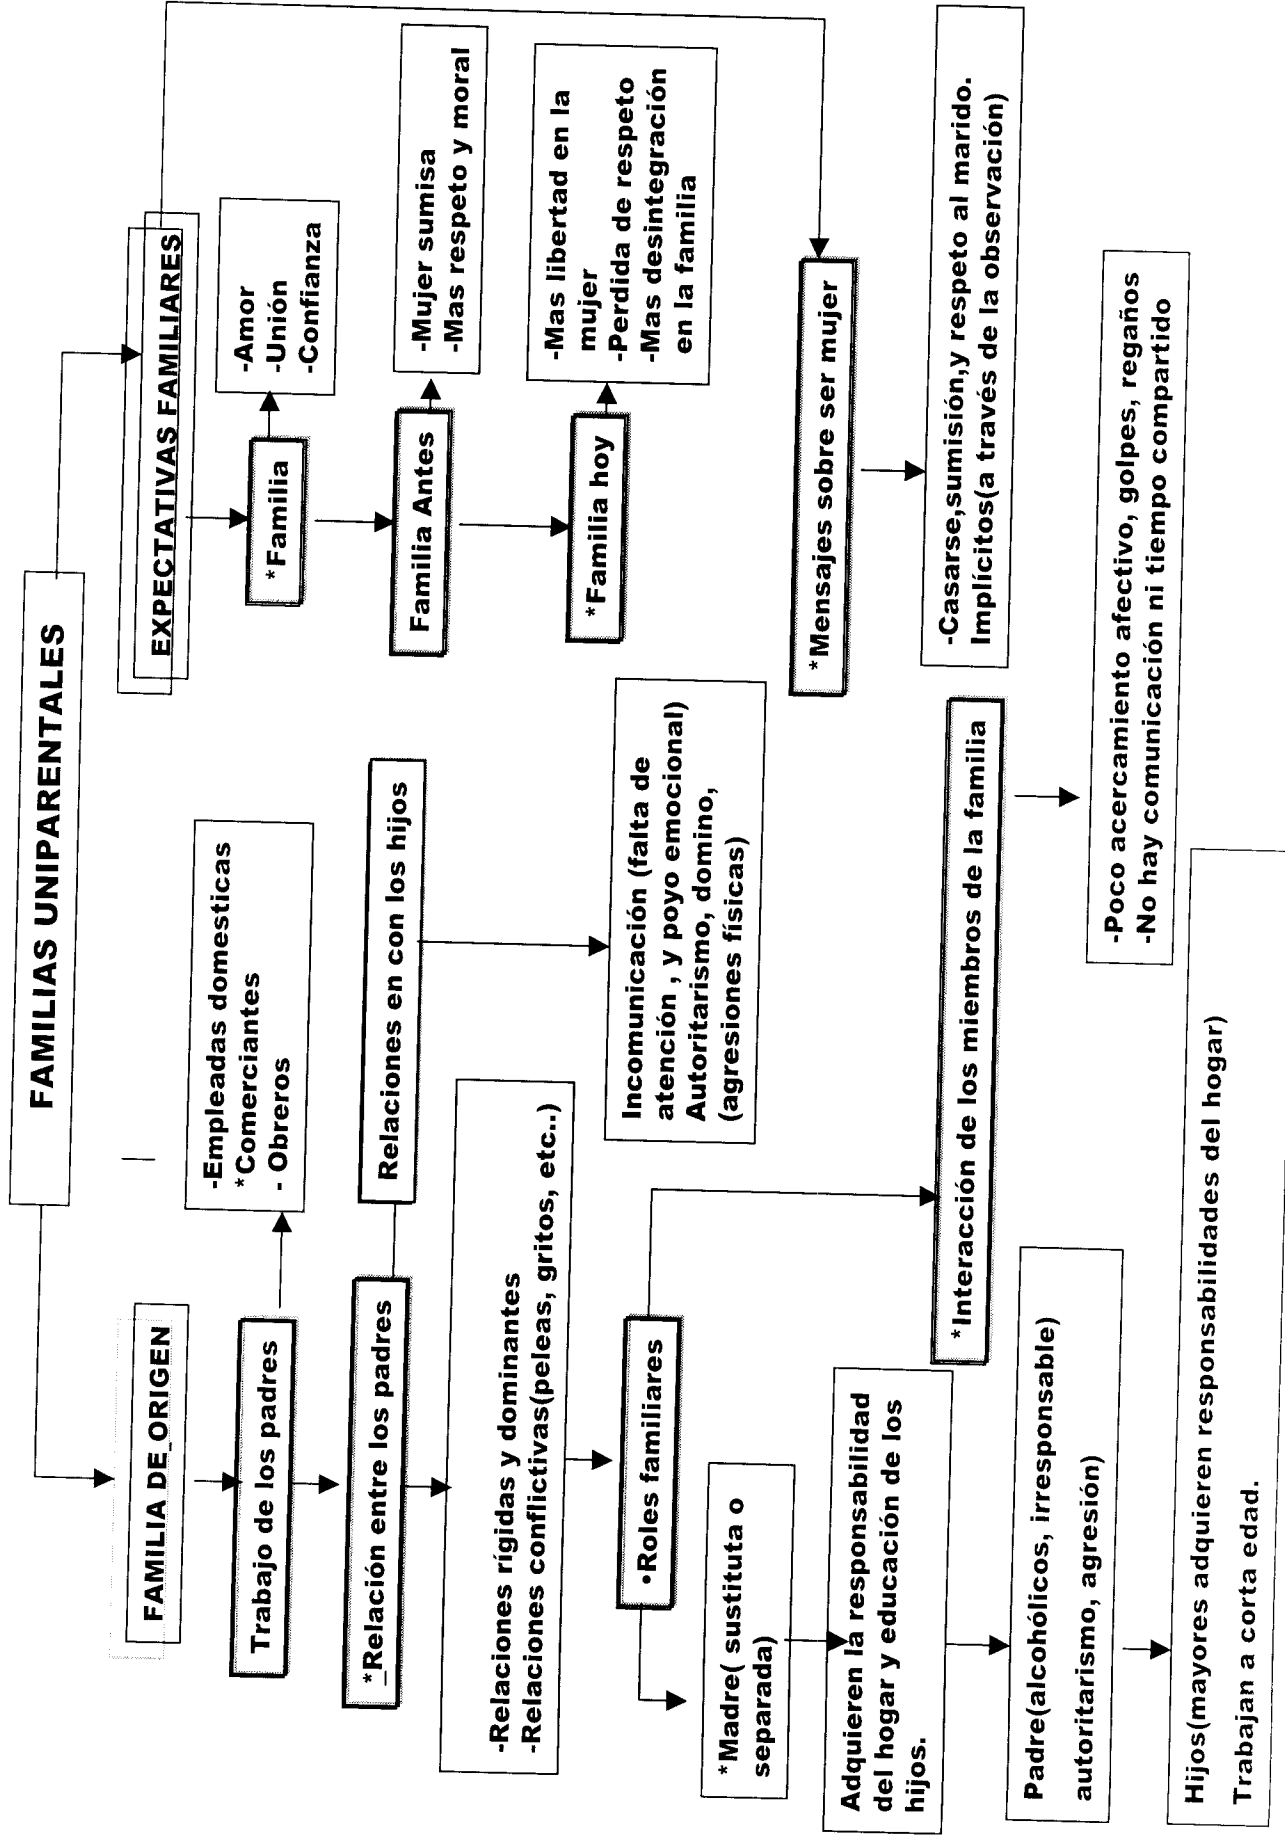 FAMILIAS UNIPARENTALES
FAMILIA DE ORIGEN
Trabajo de los padres
-Empleadas domesticas
*Comerciantes
- Obreros
*Relación entre los padres
Relaciones en con los hijos
-Relaciones rígidas y dominantes
-Relaciones conflictivas(peleas, gritos, etc..)
Incomunicación (falta de
atención , y poyo emocional)
Autoritarismo, domino,
(agresiones físicas)
•Roles familiares
*Madre( sustituta o
separada)
Adquieren la responsabilidad
del hogar y educación de los
hijos.
Padre(alcohólicos, irresponsable)
autoritarismo, agresión)
Hijos(mayores adquieren responsabilidades del hogar)
Trabajan a corta edad.
*Interacción de los miembros de la familia
-Poco acercamiento afectivo, golpes, regaños
-No hay comunicación ni tiempo compartido
EXPECTATIVAS FAMILIARES
*Familia
-Amor
-Unión
-Confianza
Familia Antes
-Mujer sumisa
-Mas respeto y moral
*Familia hoy
-Mas libertad en la
mujer
-Perdida de respeto
-Mas desintegración
en la familia
*Mensajes sobre ser mujer
-Casarse,sumisión,y respeto al marido.
Implícitos(a través de la observación)